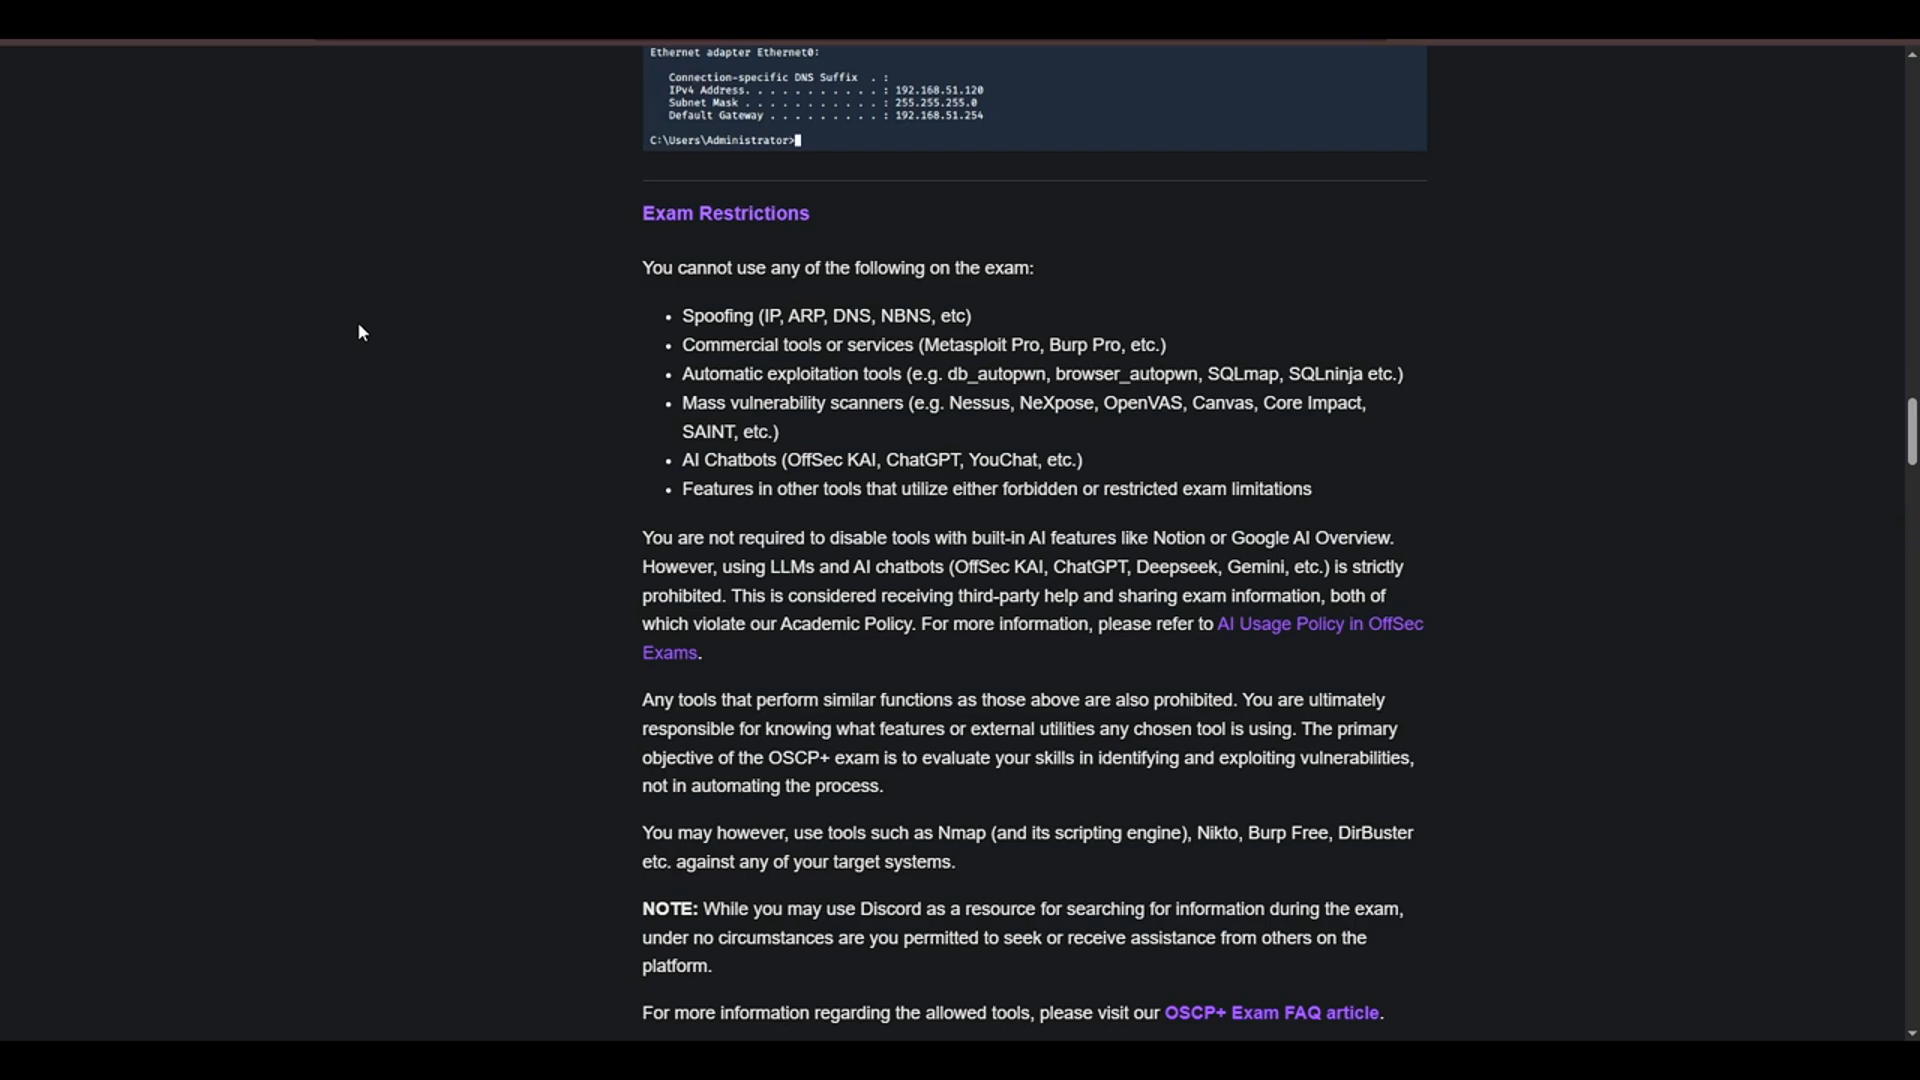 Ethernet adapter Ethernet0:
Connection-specific DNS Suffix . :
IPv4 Address. . . . . . . . . . . : 192.168.51.120
Subnet Mask . . . . . . . . . . . : 255.255.255.0
Default Gateway . . . . . . . . . : 192.168.51.254
C:\Users\Administrator>
Exam Restrictions
You cannot use any of the following on the exam:
• Spoofing (IP, ARP, DNS, NBNS, etc)
• Commercial tools or services (Metasploit Pro, Burp Pro, etc.)
• Automatic exploitation tools (e.g. db_autopwn, browser_autopwn, SQLmap, SQLninja etc.)
• Mass vulnerability scanners (e.g. Nessus, NeXpose, OpenVAS, Canvas, Core Impact,
SAINT, etc.)
• AI Chatbots (OffSec KAI, ChatGPT, YouChat, etc.)
• Features in other tools that utilize either forbidden or restricted exam limitations
You are not required to disable tools with built-in AI features like Notion or Google AI Overview.
However, using LLMs and AI chatbots (OffSec KAI, ChatGPT, Deepseek, Gemini, etc.) is strictly
prohibited. This is considered receiving third-party help and sharing exam information, both of
which violate our Academic Policy. For more information, please refer to AI Usage Policy in OffSec
Exams.
Any tools that perform similar functions as those above are also prohibited. You are ultimately
responsible for knowing what features or external utilities any chosen tool is using. The primary
objective of the OSCP+ exam is to evaluate your skills in identifying and exploiting vulnerabilities,
not in automating the process.
You may however, use tools such as Nmap (and its scripting engine), Nikto, Burp Free, DirBuster
etc. against any of your target systems.
NOTE: While you may use Discord as a resource for searching for information during the exam,
under no circumstances are you permitted to seek or receive assistance from others on the
platform.
For more information regarding the allowed tools, please visit our OSCP+ Exam FAQ article.